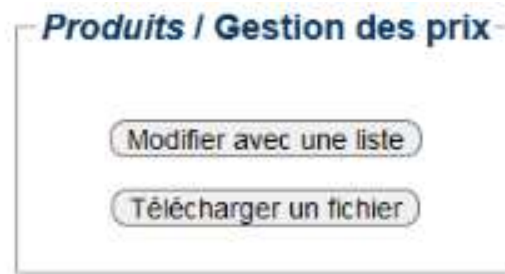 Produits / Gestion des prix
Modifier avec une liste
Télécharger un fichier